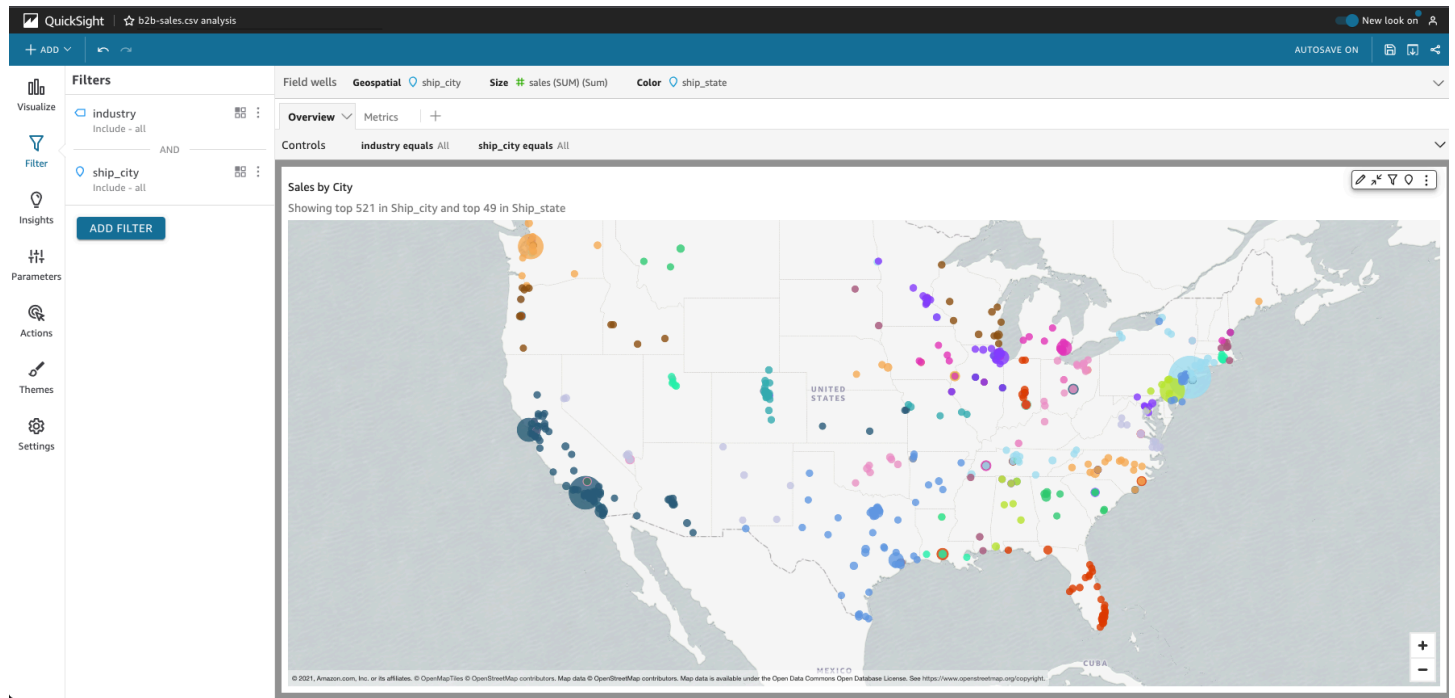 QuickSight
b2b-sales.csv analysis
New look on
ADD
AUTOSAVE ON
Visualize
Filter
Insights
Parameters
Actions
Themes
Settings
Filters
industry
Include - all
AND
ship_city
Include - all
ADD FILTER
Field wells Geospatial ship_city Size # sales (SUM) (Sum) Color ship_state
Overview Metrics +
Controls industry equals All ship_city equals All
Sales by City
Showing top 521 in Ship_city and top 49 in Ship_state
UNITED
STATES
MEXICO
CUBA
+
−
© 2021, Amazon.com, Inc. or its affiliates. © OpenMapTiles © OpenStreetMap contributors. Map data © OpenStreetMap contributors. Map data is available under the Open Data Commons Open Database License. See https://www.openstreetmap.org/copyright.